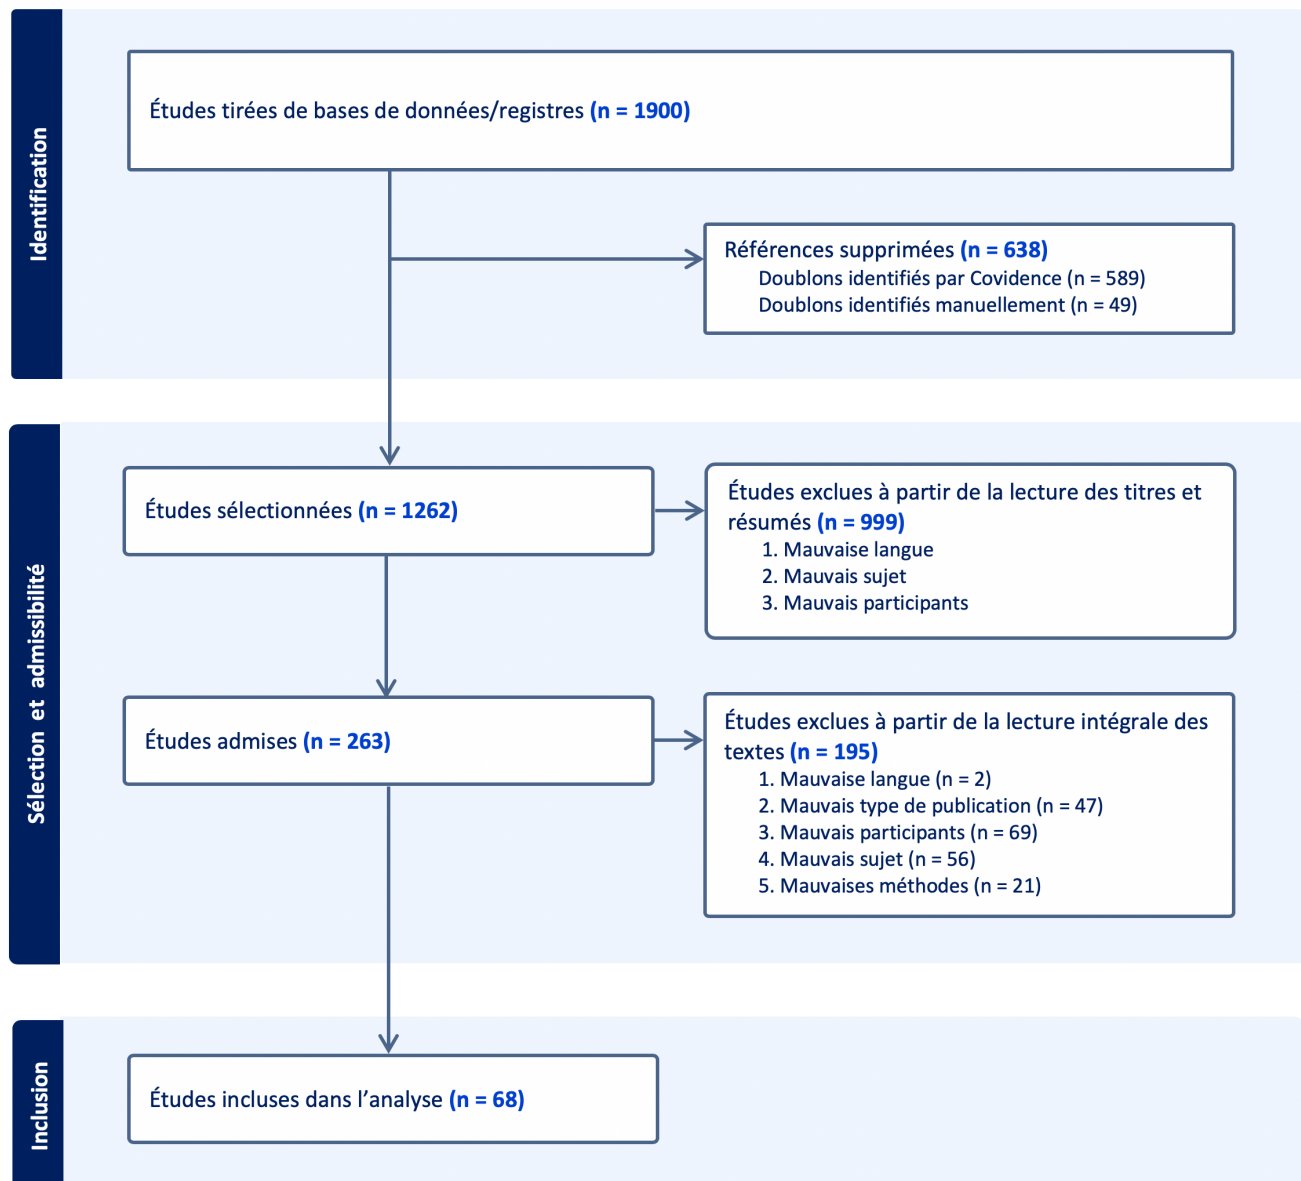 Identification
Études tirées de bases de données/registres (n = 1900)
Références supprimées (n = 638)
Doublons identifiés par Covidence (n = 589)
Doublons identifiés manuellement (n = 49)
Sélection et admissibilité
Études sélectionnées (n = 1262)
Études exclues à partir de la lecture des titres et
résumés (n = 999)
1. Mauvaise langue
2. Mauvais sujet
3. Mauvais participants
Études admises (n = 263)
Études exclues à partir de la lecture intégrale des
textes (n = 195)
1. Mauvaise langue (n = 2)
2. Mauvais type de publication (n = 47)
3. Mauvais participants (n = 69)
4. Mauvais sujet (n = 56)
5. Mauvaises méthodes (n = 21)
Inclusion
Études incluses dans l’analyse (n = 68)